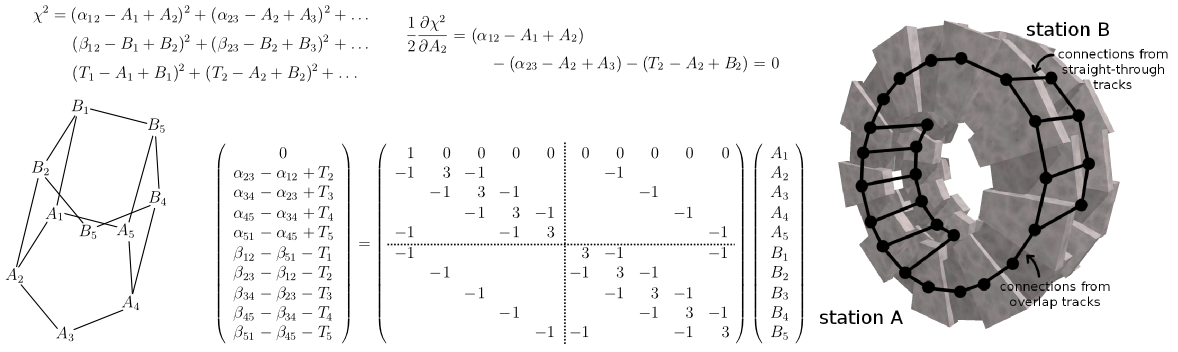 χ² = (α₁₂ − A₁ + A₂)² + (α₂₃ − A₂ + A₃)² + ...
(β₁₂ − B₁ + B₂)² + (β₂₃ − B₂ + B₃)² + ...
(T₁ − A₁ + B₁)² + (T₂ − A₂ + B₂)² + ...
1/2 ∂χ²/∂A₂ = (α₁₂ − A₁ + A₂)
− (α₂₃ − A₂ + A₃) − (T₂ − A₂ + B₂) = 0
B₁
B₅
B₂
B₄
A₁
B₅
A₅
A₂
A₄
A₃
0 1 0 0 0 0 0 0 0 0 0 A₁
α₂₃ − α₁₂ + T₂ −1 3 −1 −1 A₂
α₃₄ − α₂₃ + T₃ −1 3 −1 −1 A₃
α₄₅ − α₃₄ + T₄ −1 3 −1 −1 A₄
α₅₁ − α₄₅ + T₅ −1 −1 3 −1 A₅
=
β₁₂ − β₅₁ − T₁ −1 3 −1 −1 B₁
β₂₃ − β₁₂ − T₂ −1 −1 3 −1 B₂
β₃₄ − β₂₃ − T₃ −1 −1 3 −1 B₃
β₄₅ − β₃₄ − T₄ −1 −1 3 −1 B₄
β₅₁ − β₄₅ − T₅ −1 −1 −1 3 B₅
station B
connections from
straight-through
tracks
connections from
overlap tracks
station A